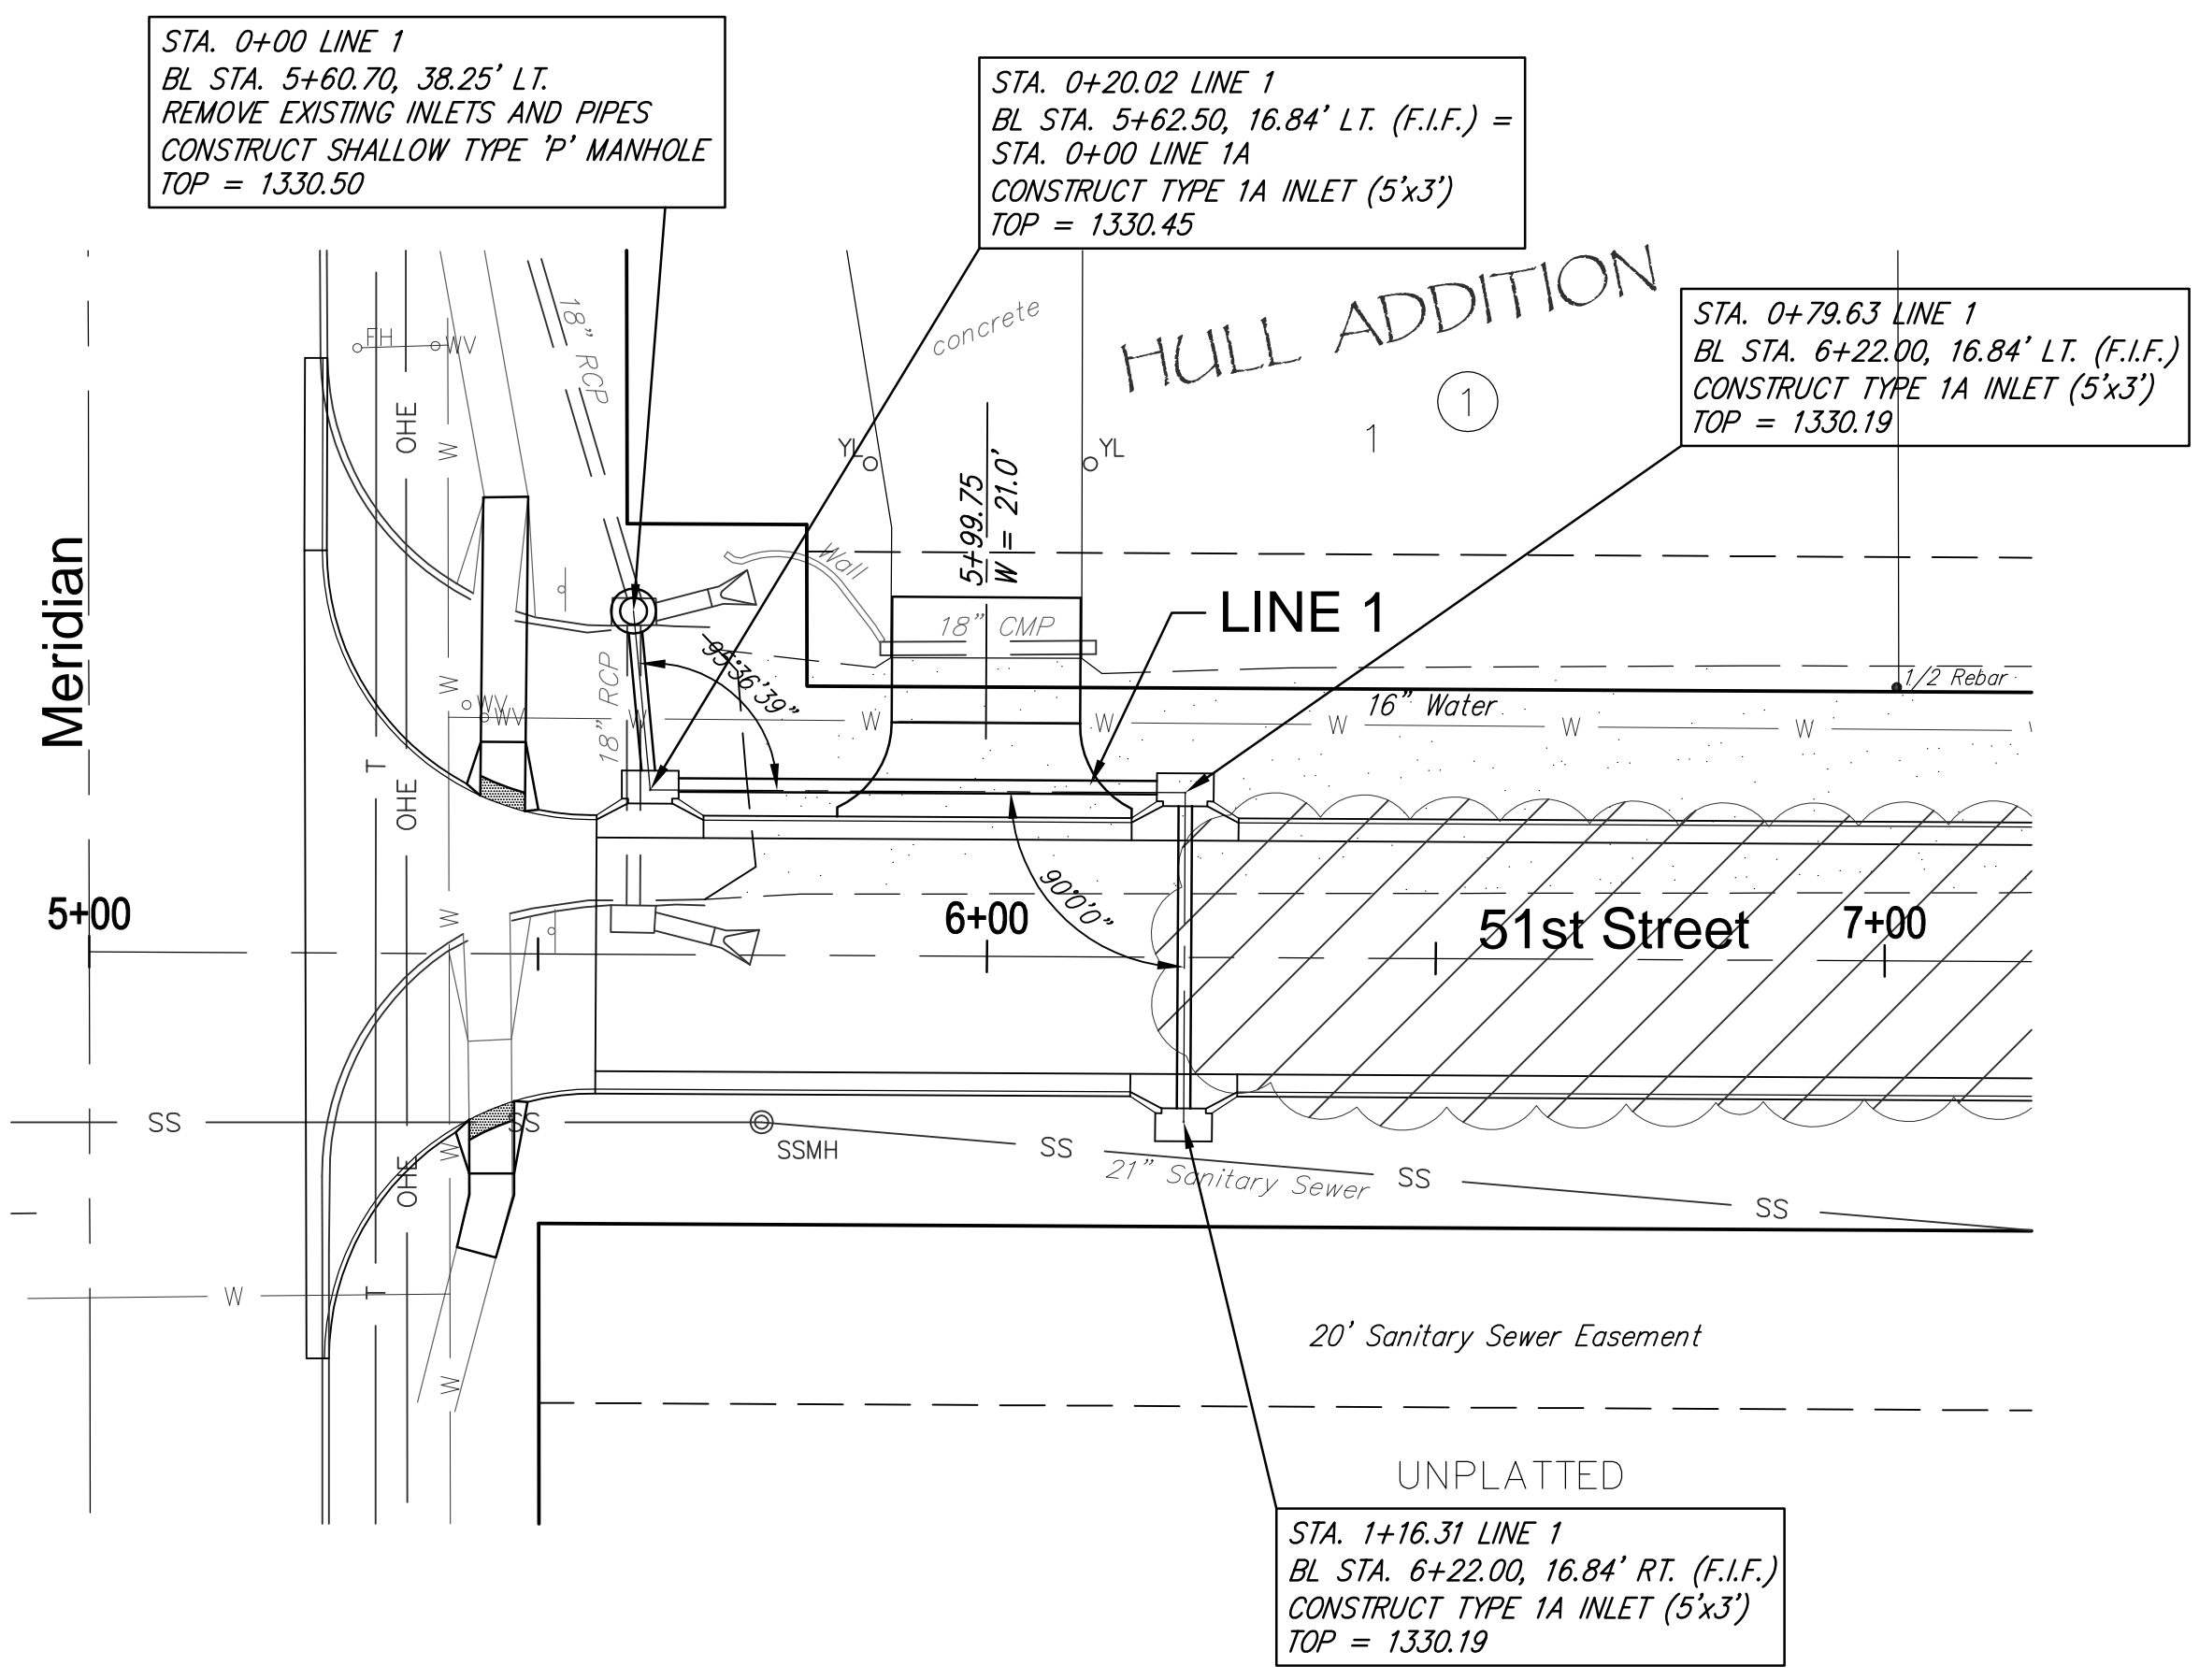 STA. 0+00 LINE 1
BL STA. 5+60.70, 38.25' LT.
REMOVE EXISTING INLETS AND PIPES
CONSTRUCT SHALLOW TYPE 'P' MANHOLE
TOP = 1330.50
STA. 0+20.02 LINE 1
BL STA. 5+62.50, 16.84' LT. (F.I.F.) =
STA. 0+00 LINE 1A
CONSTRUCT TYPE 1A INLET (5'x3')
TOP = 1330.45
STA. 0+79.63 LINE 1
BL STA. 6+22.00, 16.84' LT. (F.I.F.)
CONSTRUCT TYPE 1A INLET (5'x3')
TOP = 1330.19
HULL ADDITION
1
1
concrete
18" RCP
FH
WV
OHE
W
YL
YL
5+99.75
W = 21.0'
Wall
Meridian
18" CMP
LINE 1
95°36'39"
18" RCP
1/2 Rebar
16" Water
W
WV
WV
W
W
W
W
W
W
W
W
T
OHE
90°0'0"
5+00
6+00
51st Street
7+00
W
SS
SS
SSMH
SS
21" Sanitary Sewer
SS
SS
W
OHE
W
T
W
20' Sanitary Sewer Easement
UNPLATTED
STA. 1+16.31 LINE 1
BL STA. 6+22.00, 16.84' RT. (F.I.F.)
CONSTRUCT TYPE 1A INLET (5'x3')
TOP = 1330.19